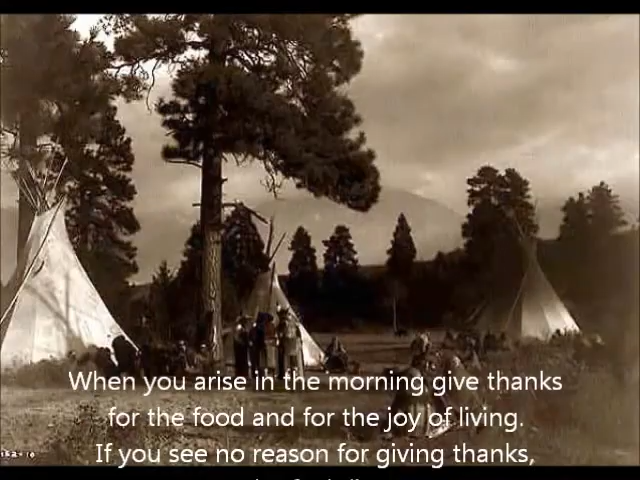 When you arise in the morning give thanks
for the food and for the joy of living.
If you see no reason for giving thanks,